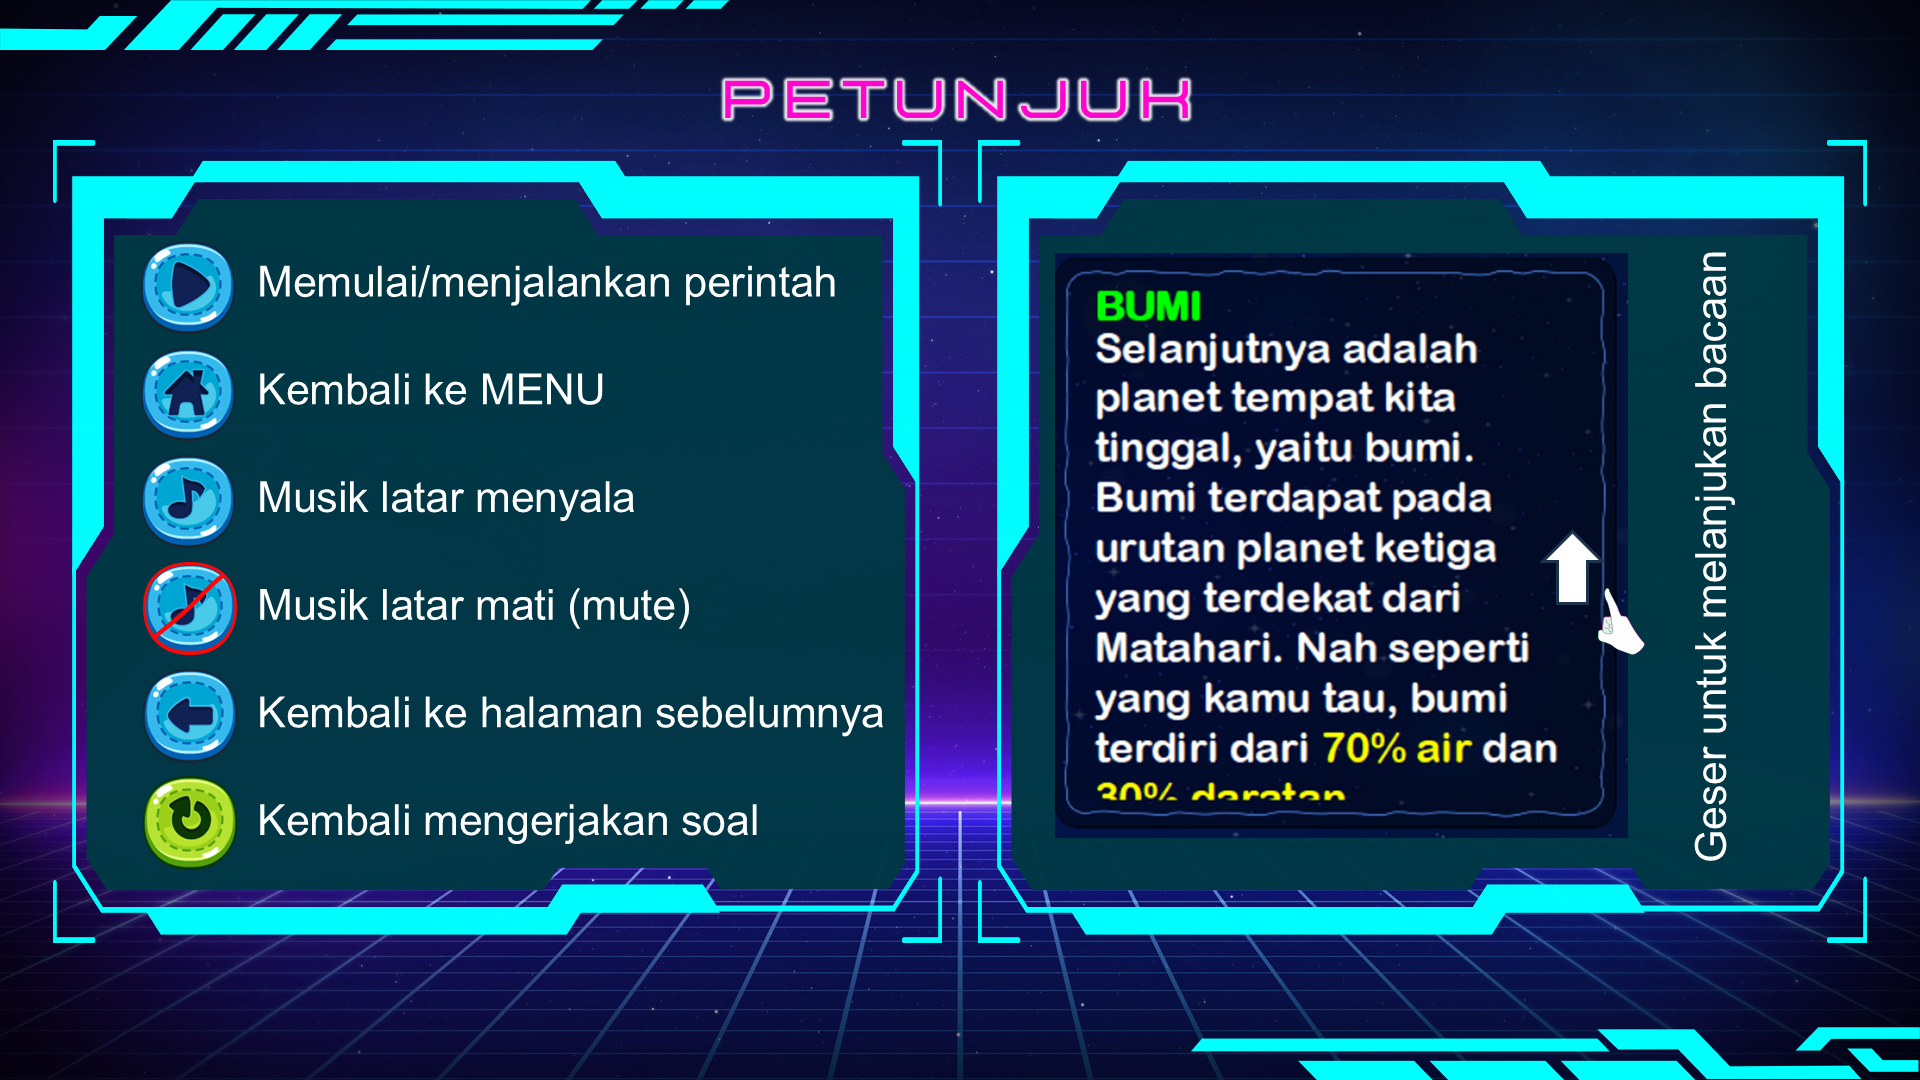 PETUNJUK
Memulai/menjalankan perintah
Kembali ke MENU
Musik latar menyala
Musik latar mati (mute)
Kembali ke halaman sebelumnya
Kembali mengerjakan soal
BUMI
Selanjutnya adalah
planet tempat kita
tinggal, yaitu bumi.
Bumi terdapat pada
urutan planet ketiga
yang terdekat dari
Matahari. Nah seperti
yang kamu tau, bumi
terdiri dari 70% air dan
30% daratan
Geser untuk melanjukan bacaan